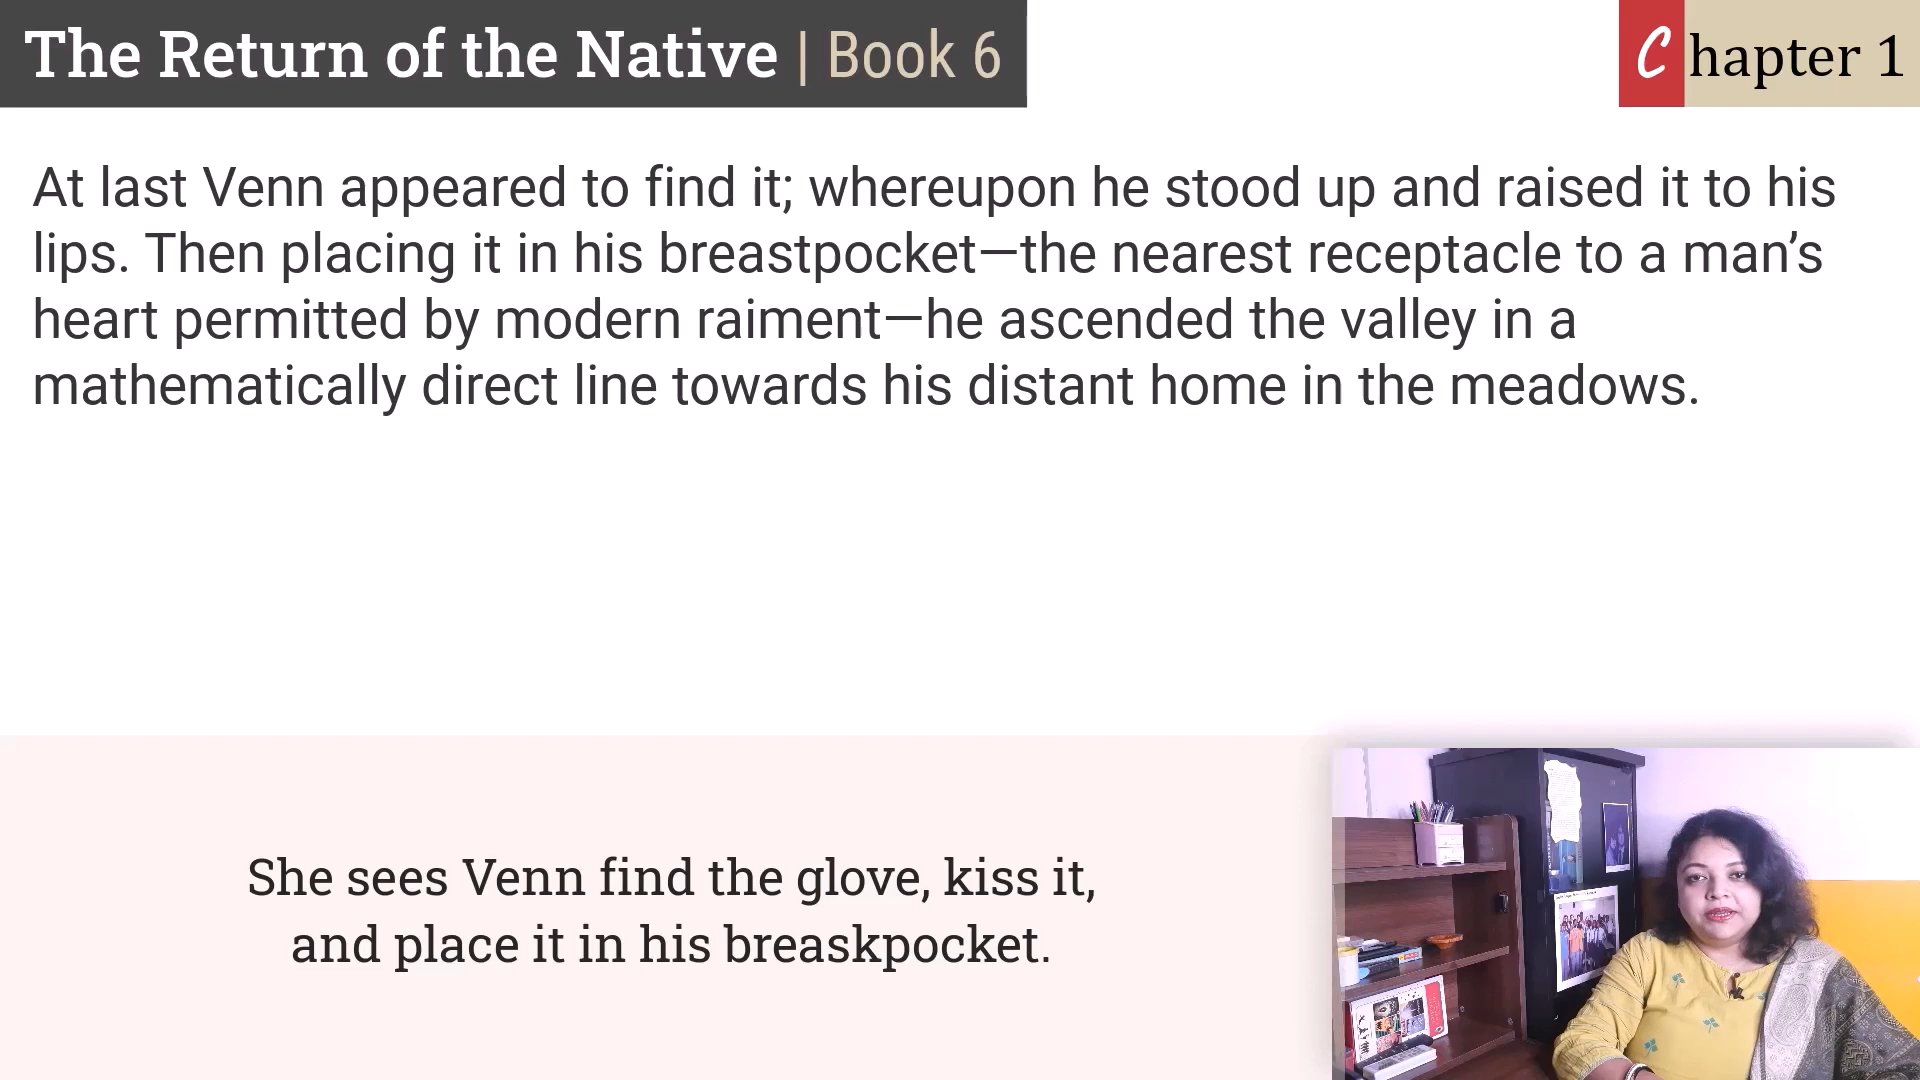 The Return of the Native | Book 6
Chapter 1
At last Venn appeared to find it; whereupon he stood up and raised it to his
lips. Then placing it in his breastpocket—the nearest receptacle to a man’s
heart permitted by modern raiment—he ascended the valley in a
mathematically direct line towards his distant home in the meadows.
She sees Venn find the glove, kiss it,
and place it in his breaskpocket.